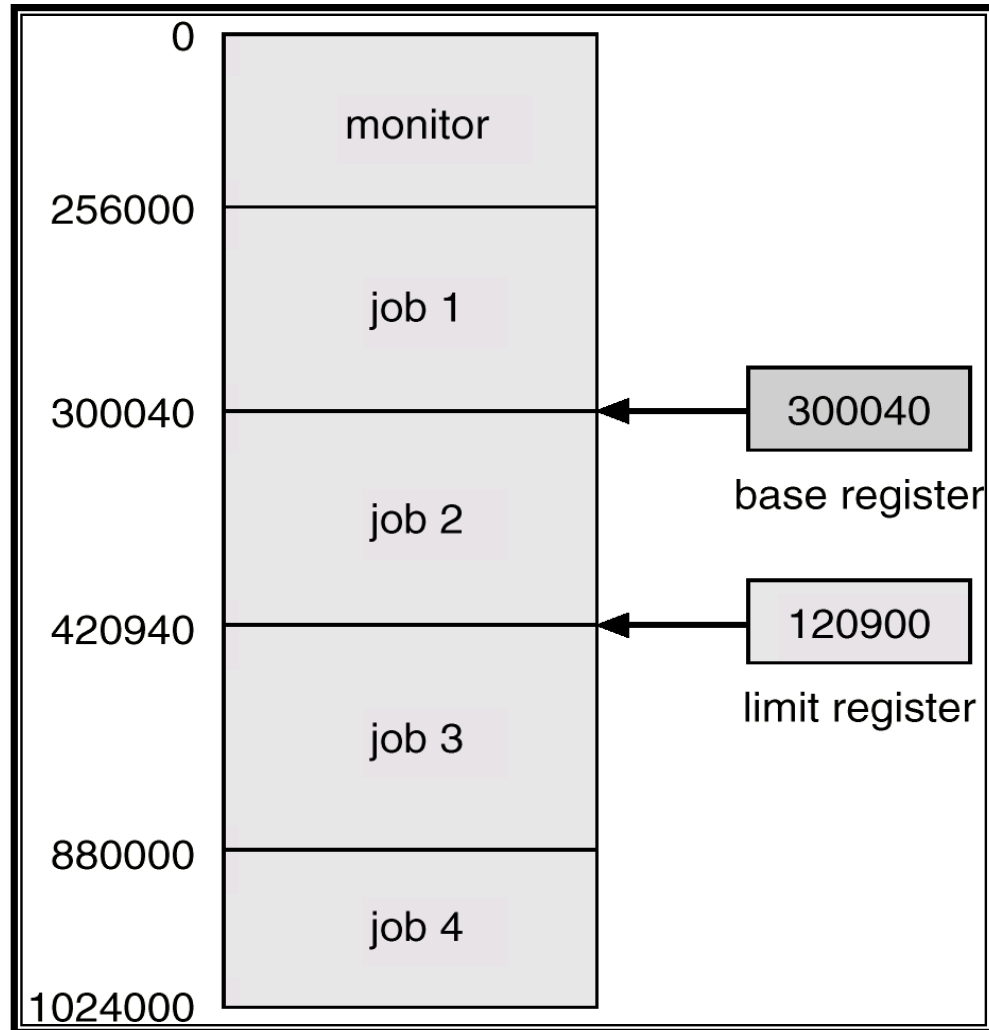 0
monitor
256000
job 1
300040
300040
base register
job 2
420940
120900
limit register
job 3
880000
job 4
1024000